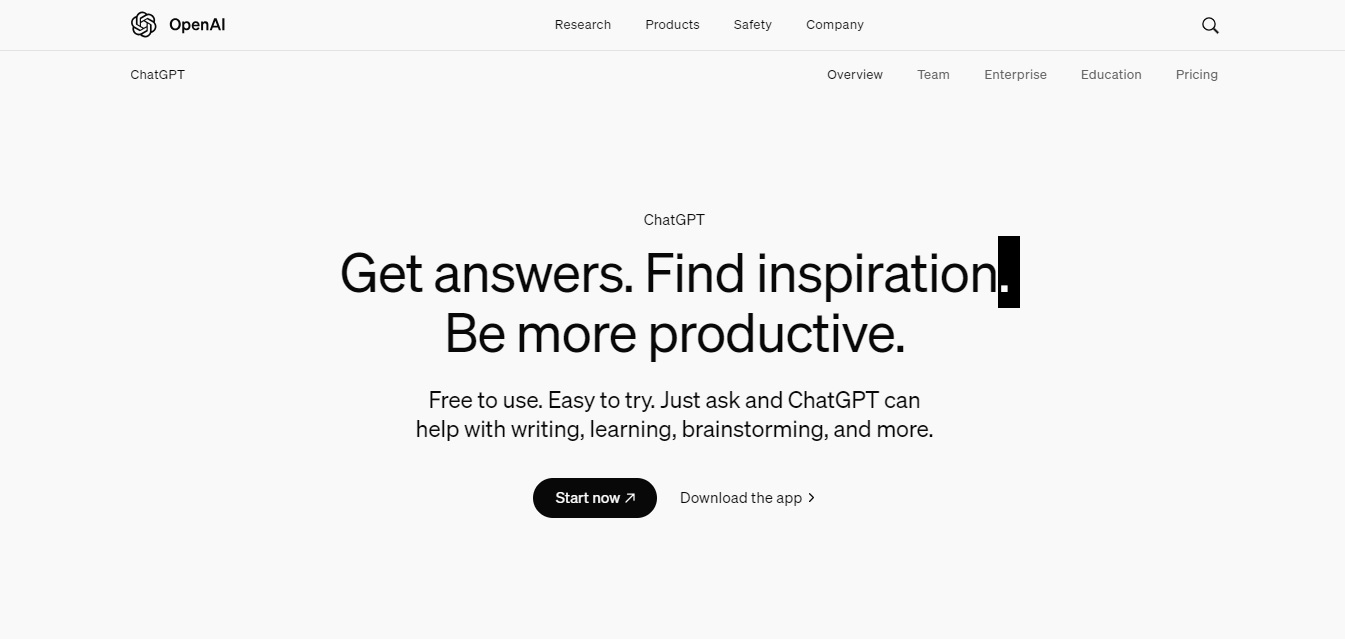 OpenAI
Research Products Safety Company
ChatGPT
Overview Team Enterprise Education Pricing
ChatGPT
Get answers. Find inspiration.
Be more productive.
Free to use. Easy to try. Just ask and ChatGPT can
help with writing, learning, brainstorming, and more.
Start now
Download the app